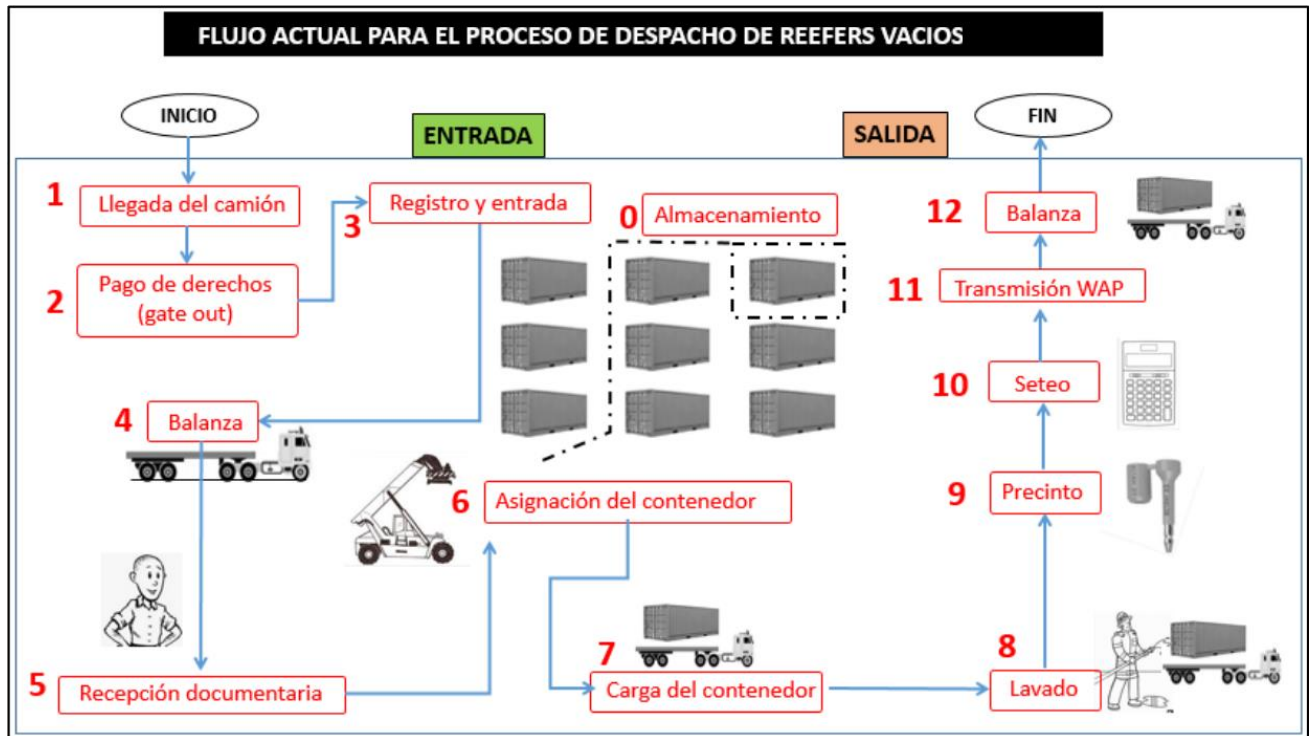 FLUJO ACTUAL PARA EL PROCESO DE DESPACHO DE REEFERS VACIOS
INICIO
ENTRADA
SALIDA
FIN
1
Llegada del camión
2
Pago de derechos
(gate out)
3
Registro y entrada
0
Almacenamiento
4
Balanza
5
Recepción documentaria
6
Asignación del contenedor
7
Carga del contenedor
8
Lavado
9
Precinto
10
Seteo
11
Transmisión WAP
12
Balanza